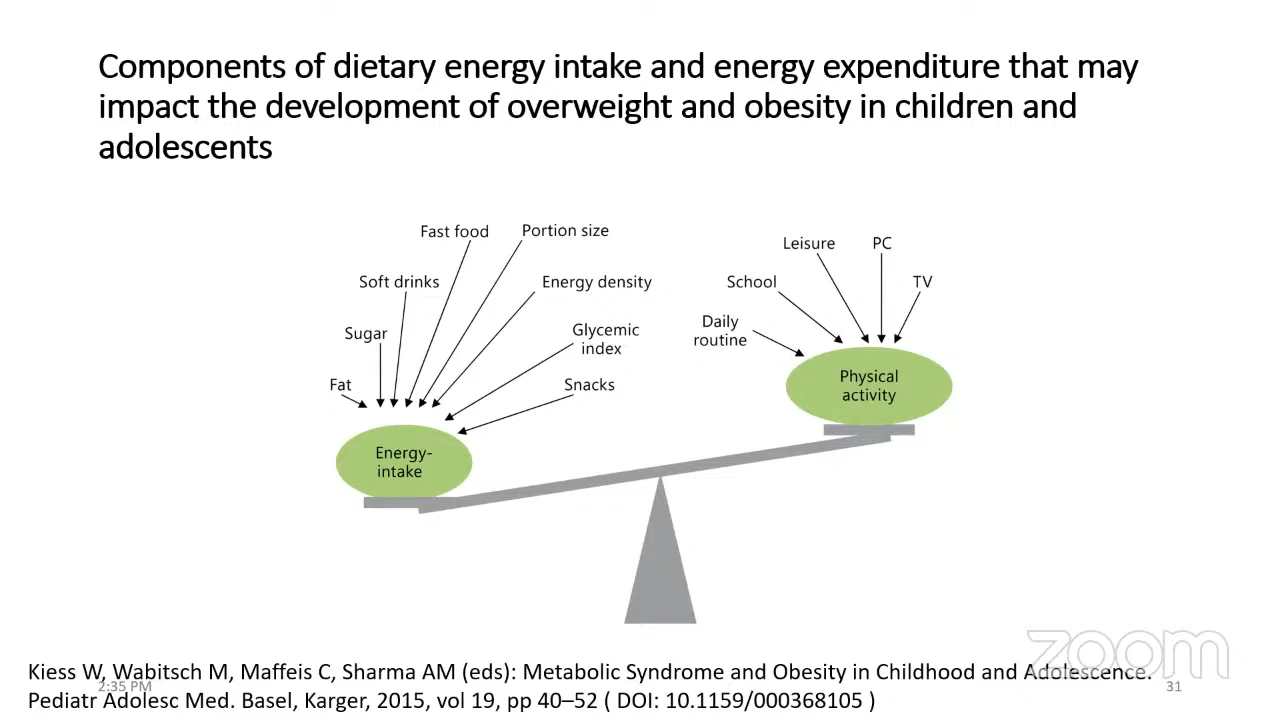 Components of dietary energy intake and energy expenditure that may
impact the development of overweight and obesity in children and
adolescents
Fast food
Portion size
Soft drinks
Energy density
Sugar
Glycemic
index
Fat
Snacks
Energy-
intake
Leisure
PC
School
TV
Daily
routine
Physical
activity
zoom
Kiess W, Wabitsch M, Maffeis C, Sharma AM (eds): Metabolic Syndrome and Obesity in Childhood and Adolescence.
2:35 PM
31
Pediatr Adolesc Med. Basel, Karger, 2015, vol 19, pp 40–52 ( DOI: 10.1159/000368105 )